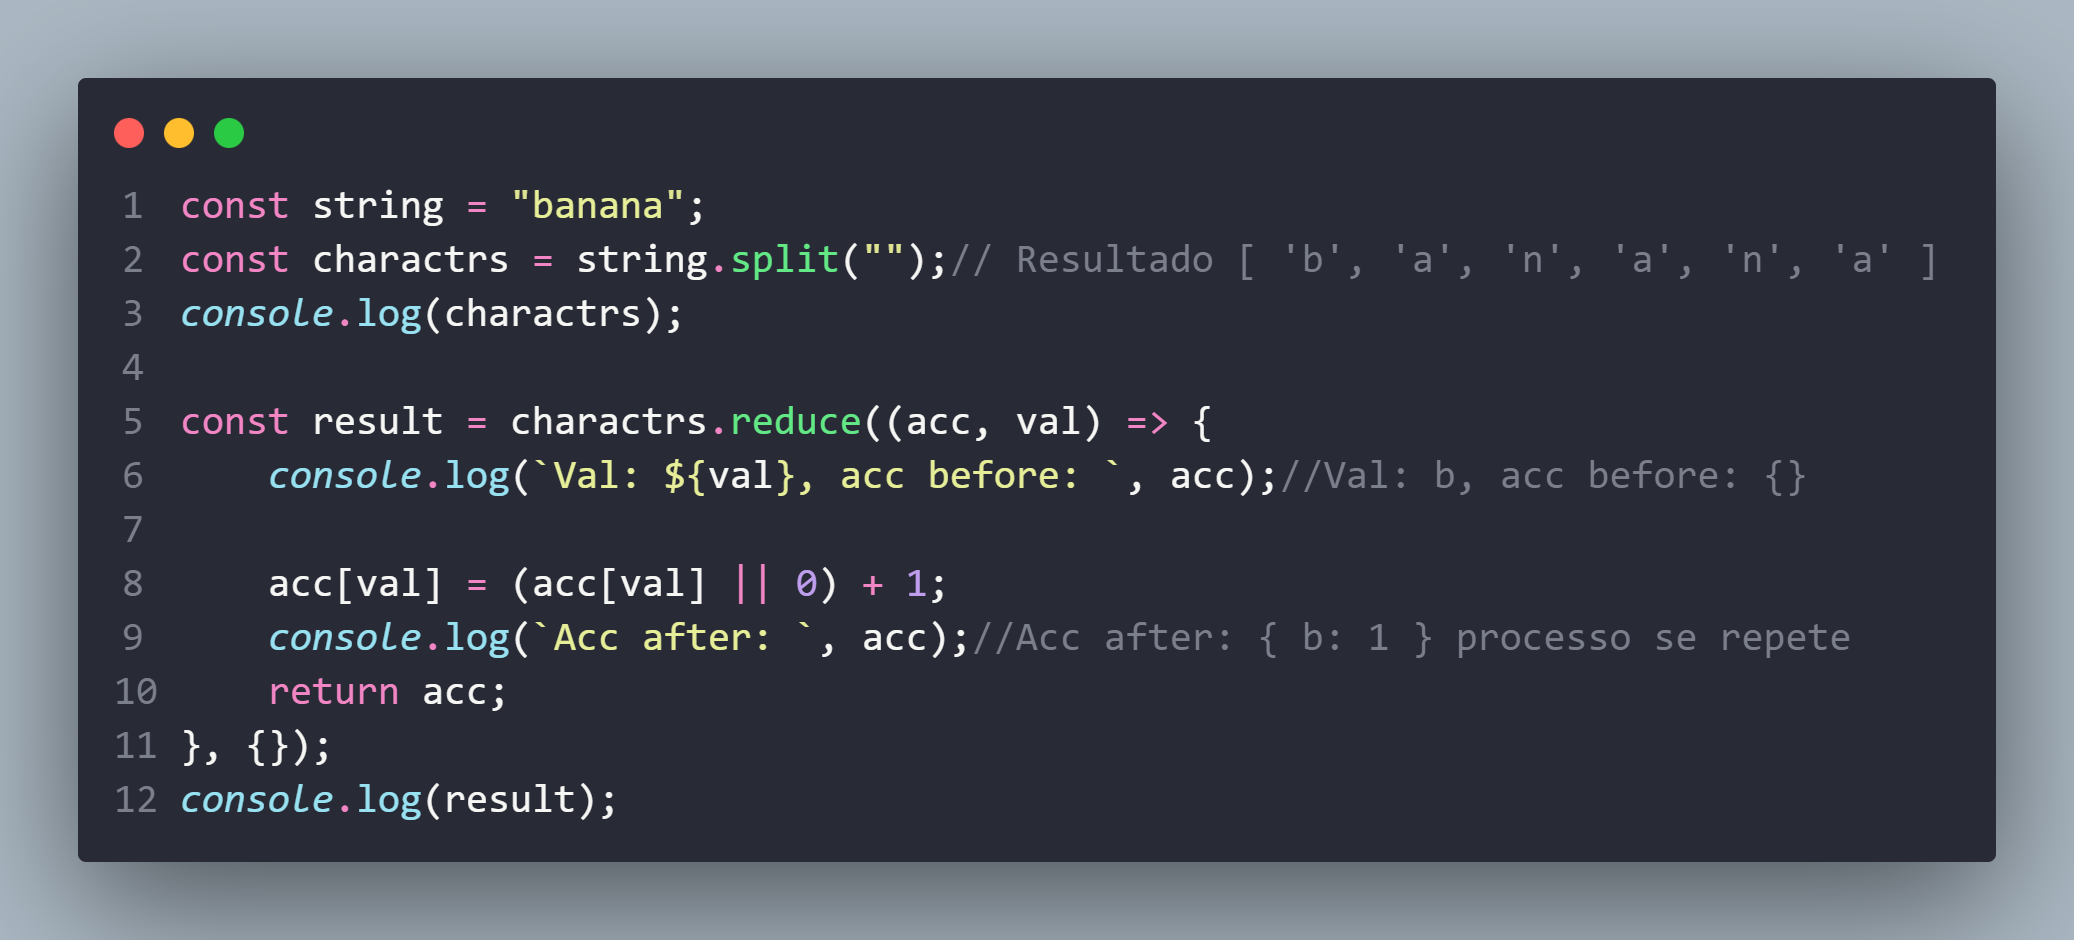 1 const string = "banana";
2 const charactrs = string.split("");// Resultado [ 'b', 'a', 'n', 'a', 'n', 'a' ]
3 console.log(charactrs);
4
5 const result = charactrs.reduce((acc, val) => {
6     console.log(`Val: ${val}, acc before: `, acc);//Val: b, acc before: {}
7
8     acc[val] = (acc[val] || 0) + 1;
9     console.log(`Acc after: `, acc);//Acc after: { b: 1 } processo se repete
10     return acc;
11 }, {});
12 console.log(result);